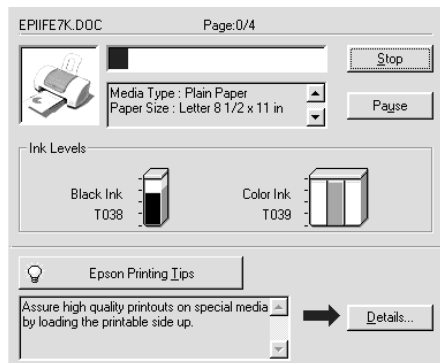 EPIIFE7K.DOC Page:0/4
Stop
Media Type : Plain Paper
Paper Size : Letter 8 1/2 x 11 in
Pause
Ink Levels
Black Ink
T038
Color Ink
T039
Epson Printing Tips
Assure high quality printouts on special media
by loading the printable side up.
Details...